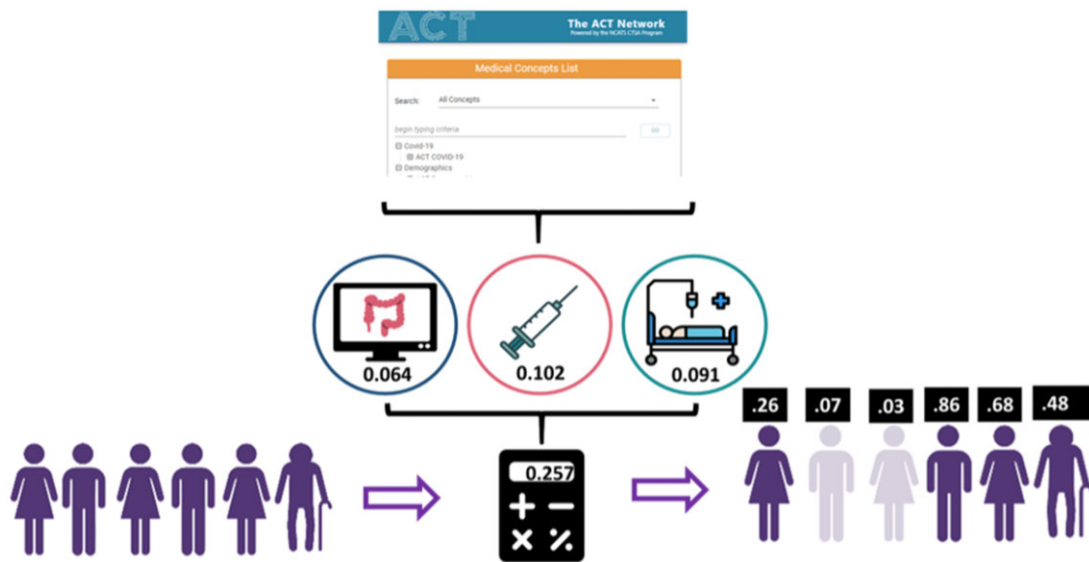 ACT
The ACT Network
Powered by the NCATS CTSA Program
Medical Concepts List
Search: All Concepts
begin typing criteria
Covid-19
ACT COVID-19
Demographics
0.064 0.102 0.091
.26 .07 .03 .86 .68 .48
0.257